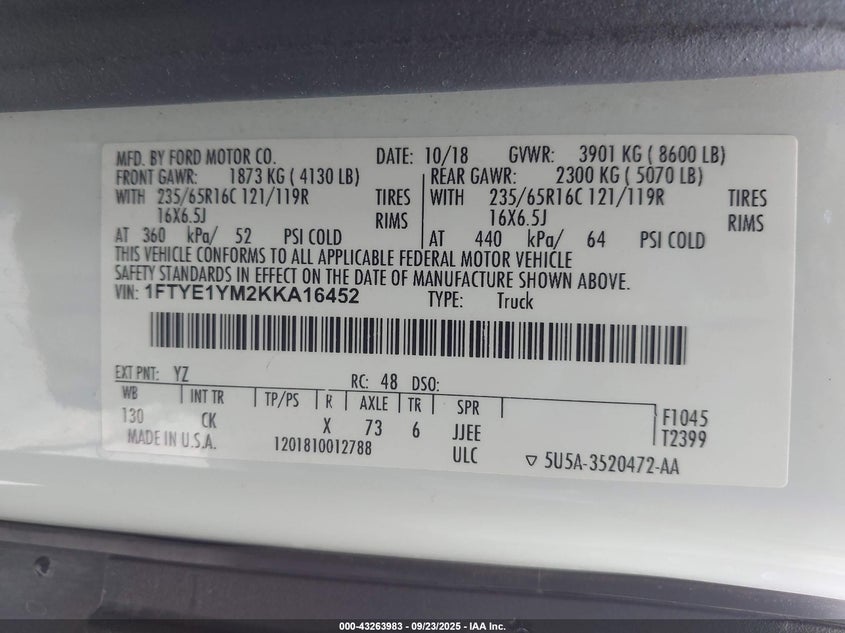 MFD. BY FORD MOTOR CO. DATE: 10/18 GVWR: 3901 KG ( 8600 LB)
FRONT GAWR: 1873 KG ( 4130 LB) REAR GAWR: 2300 KG ( 5070 LB)
WITH 235/65R16C 121/119R TIRES WITH 235/65R16C 121/119R TIRES
16X6.5J RIMS 16X6.5J RIMS
AT 360 kPa/ 52 PSI COLD AT 440 kPa/ 64 PSI COLD
THIS VEHICLE CONFORMS TO ALL APPLICABLE FEDERAL MOTOR VEHICLE
SAFETY STANDARDS IN EFFECT ON THE DATE OF MANUFACTURE SHOWN ABOVE.
VIN: 1FTYE1YM2KKA16452 TYPE: Truck
EXT PNT: YZ RC: 48 DSO:
WB INT TR TP/PS R AXLE TR SPR F1045
130 CK X 73 6 JJEE T2399
MADE IN U.S.A. 1201810012788 ULC ▽ 5U5A-3520472-AA
000-43263983 - 09/23/2025 - IAA Inc.